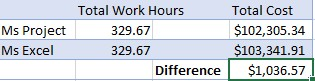 Total Work Hours Total Cost
Ms Project 329.67 $102,305.34
Ms Excel 329.67 $103,341.91
Difference $1,036.57